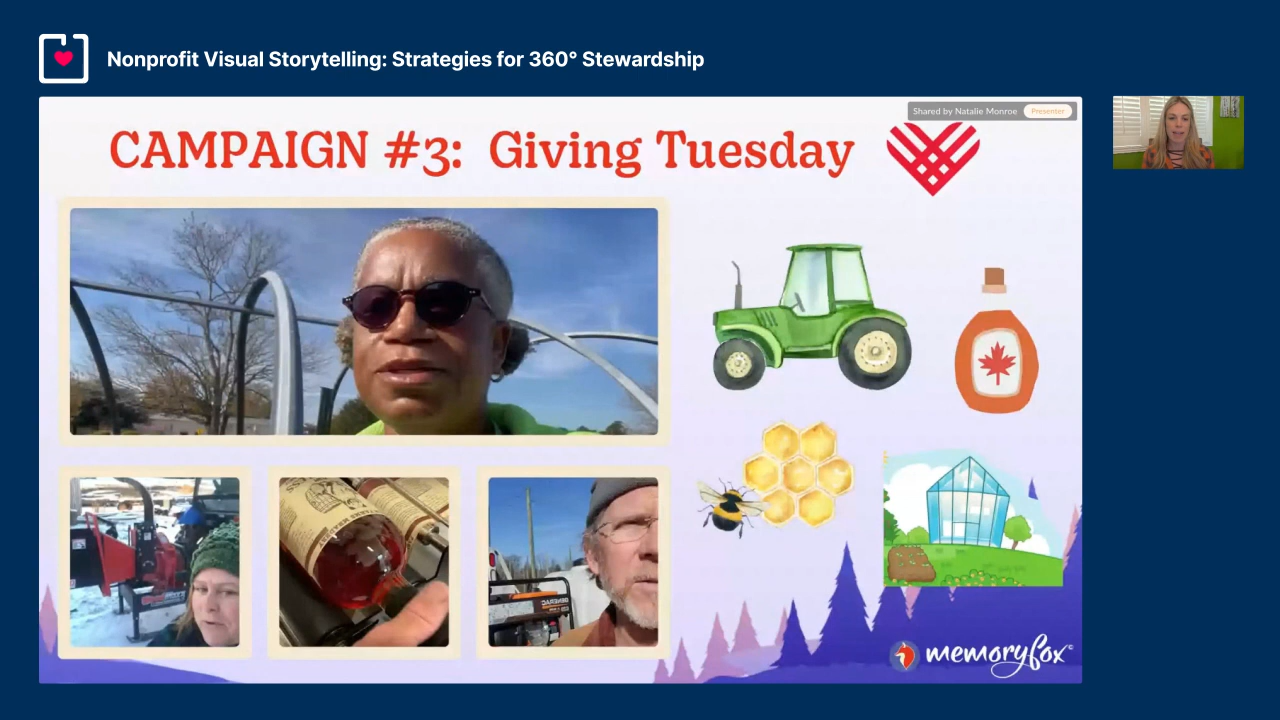 Nonprofit Visual Storytelling: Strategies for 360° Stewardship
Shared by Natalie Monroe
Presenter
CAMPAIGN #3: Giving Tuesday
memoryfox